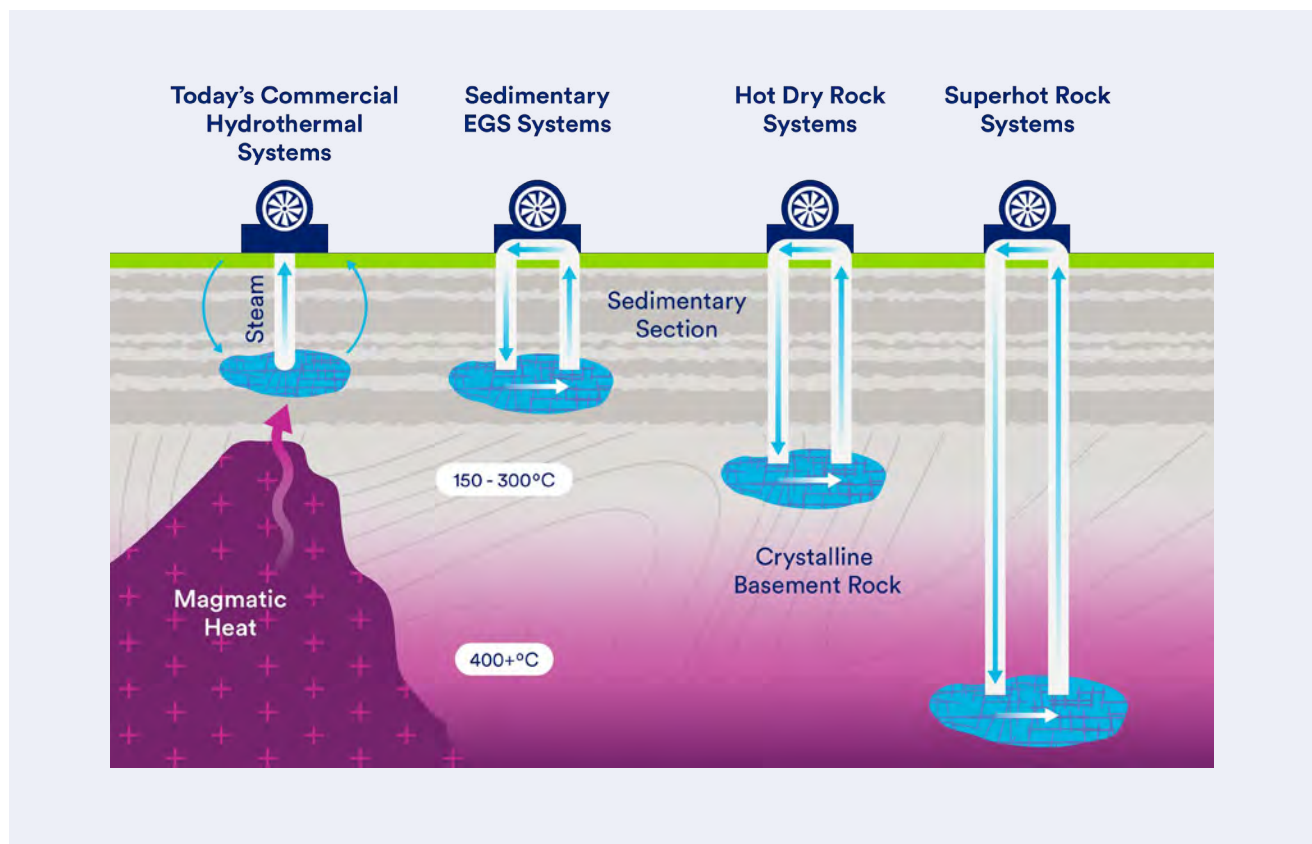 Today's Commercial
Hydrothermal
Systems
Sedimentary
EGS Systems
Hot Dry Rock
Systems
Superhot Rock
Systems
Steam
Sedimentary
Section
150 - 300°C
Crystalline
Basement Rock
Magmatic
Heat
400+°C